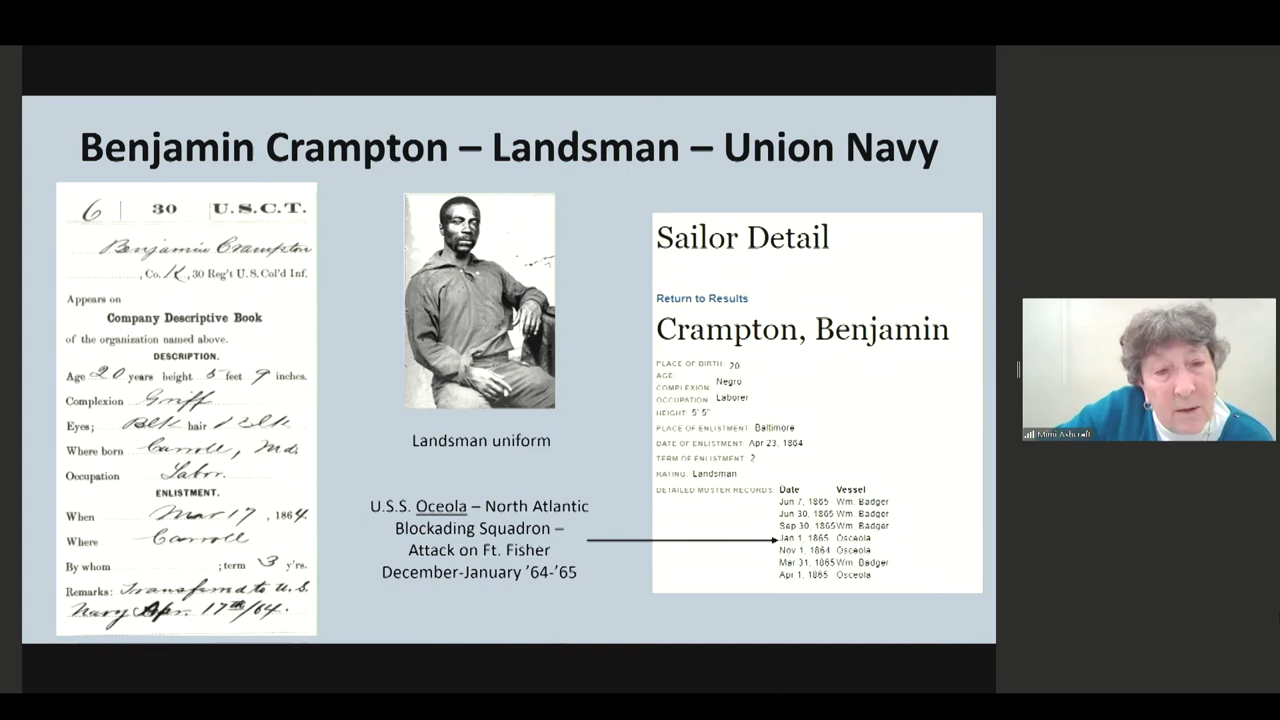 Benjamin Crampton – Landsman – Union Navy
6 | 30 | U.S.C.T.
Benjamin Crampton
, Co. K, 30 Reg't U.S. Col'd Inf.
Appears on
Company Descriptive Book
of the organization named above.
DESCRIPTION.
Age 20 years height 5 feet 9 inches.
Complexion Griff
Eyes; Blk hair Blk
Where born Carroll, Md.
Occupation Labor.
ENLISTMENT.
When Mar 17, 1864.
Where Carroll
By whom ; term 3 y'rs.
Remarks: Transferred to U.S.
Navy Apr. 17th/64.
Landsman uniform
U.S.S. Oceola – North Atlantic
Blockading Squadron –
Attack on Ft. Fisher
December-January '64-'65
Sailor Detail
Return to Results
Crampton, Benjamin
PLACE OF BIRTH: 20
AGE:
Negro
COMPLEXION:
OCCUPATION: Laborer
HEIGHT: 5' 5"
PLACE OF ENLISTMENT: Baltimore
DATE OF ENLISTMENT: Apr 23, 1864
TERM OF ENLISTMENT: 2
RATING: Landsman
DETAILED MUSTER RECORDS: Date Vessel
Jun 7, 1865 Wm. Badger
Jun 30, 1865 Wm. Badger
Sep 30, 1865 Wm. Badger
Jan 1, 1865 Osceola
Nov 1, 1864 Osceola
Mar 31, 1865 Wm. Badger
Apr 1, 1865 Osceola
Mimi Ashcraft